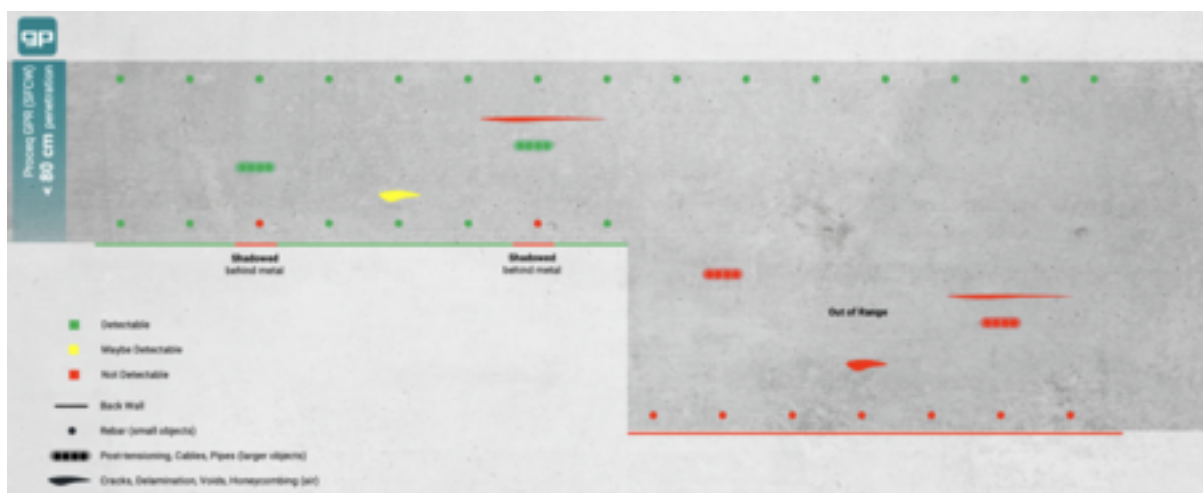 gp
Proceq GPR (SFCW)
< 80 cm penetration
Shadowed
behind metal
Shadowed
behind metal
Out of Range
Detectable
Maybe Detectable
Not Detectable
Back Wall
Rebar (small objects)
Post-tensioning, Cables, Pipes (larger objects)
Cracks, Delamination, Voids, Honeycombing (air)